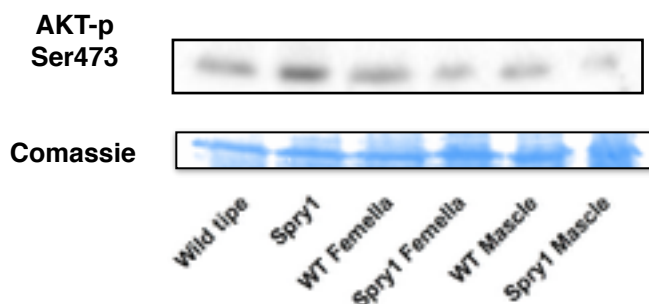 AKT-p
Ser473
Comassie
Wild tipe
Spry1
WT Femella
Spry1 Femella
WT Mascle
Spry1 Mascle